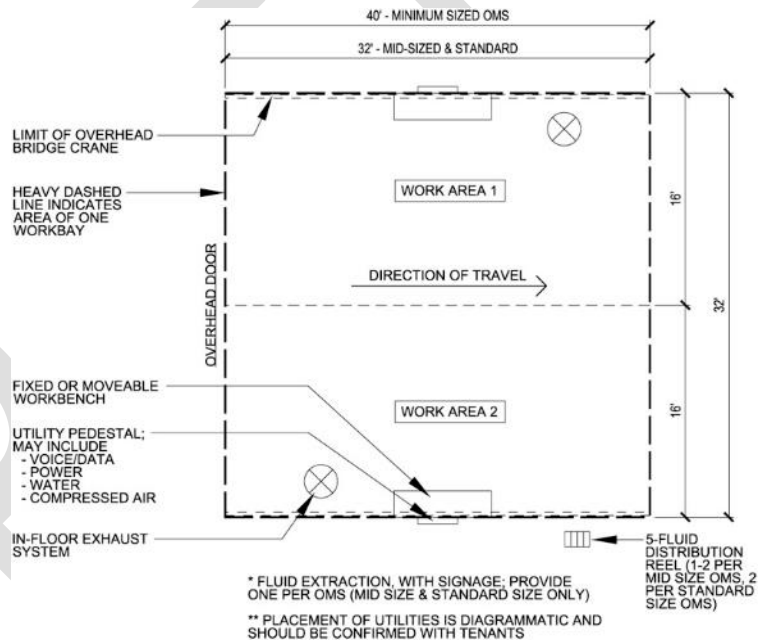 40' - MINIMUM SIZED OMS
32' - MID-SIZED & STANDARD
LIMIT OF OVERHEAD
BRIDGE CRANE
HEAVY DASHED
LINE INDICATES
AREA OF ONE
WORKBAY
OVERHEAD DOOR
WORK AREA 1
DIRECTION OF TRAVEL
16'
32'
16'
WORK AREA 2
FIXED OR MOVEABLE
WORKBENCH
UTILITY PEDESTAL;
MAY INCLUDE
- VOICE/DATA
- POWER
- WATER
- COMPRESSED AIR
IN-FLOOR EXHAUST
SYSTEM
5-FLUID
DISTRIBUTION
REEL (1-2 PER
MID SIZE OMS, 2
PER STANDARD
SIZE OMS)
* FLUID EXTRACTION, WITH SIGNAGE; PROVIDE
ONE PER OMS (MID SIZE & STANDARD SIZE ONLY)
** PLACEMENT OF UTILITIES IS DIAGRAMMATIC AND
SHOULD BE CONFIRMED WITH TENANTS